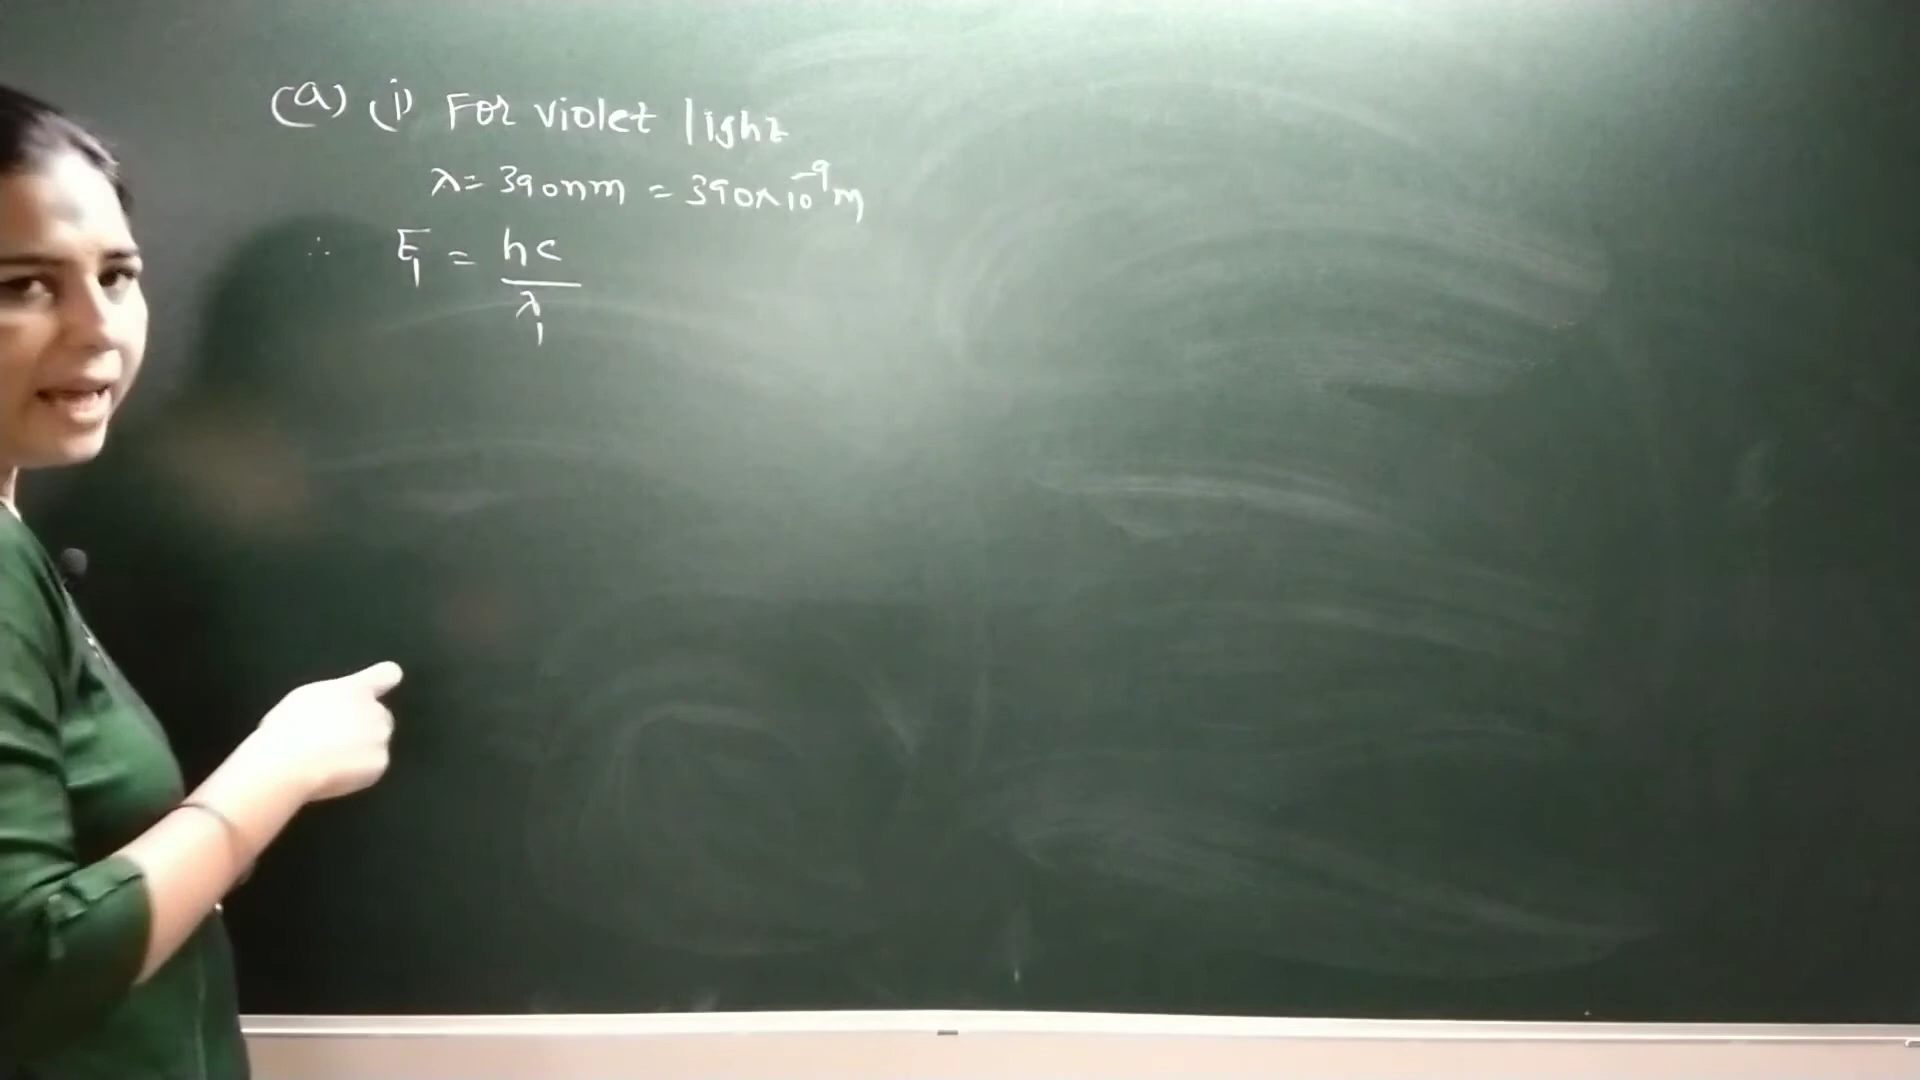 (a) (i) For violet light
λ = 390nm = 390×10⁻⁹m
∴ E₁ = hc/λ₁